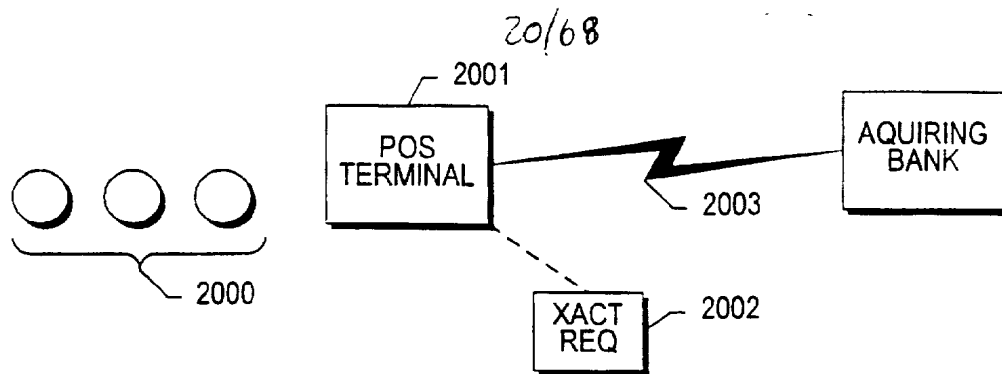 20/68
2001
POS
TERMINAL
AQUIRING
BANK
2003
2000
XACT
REQ
2002